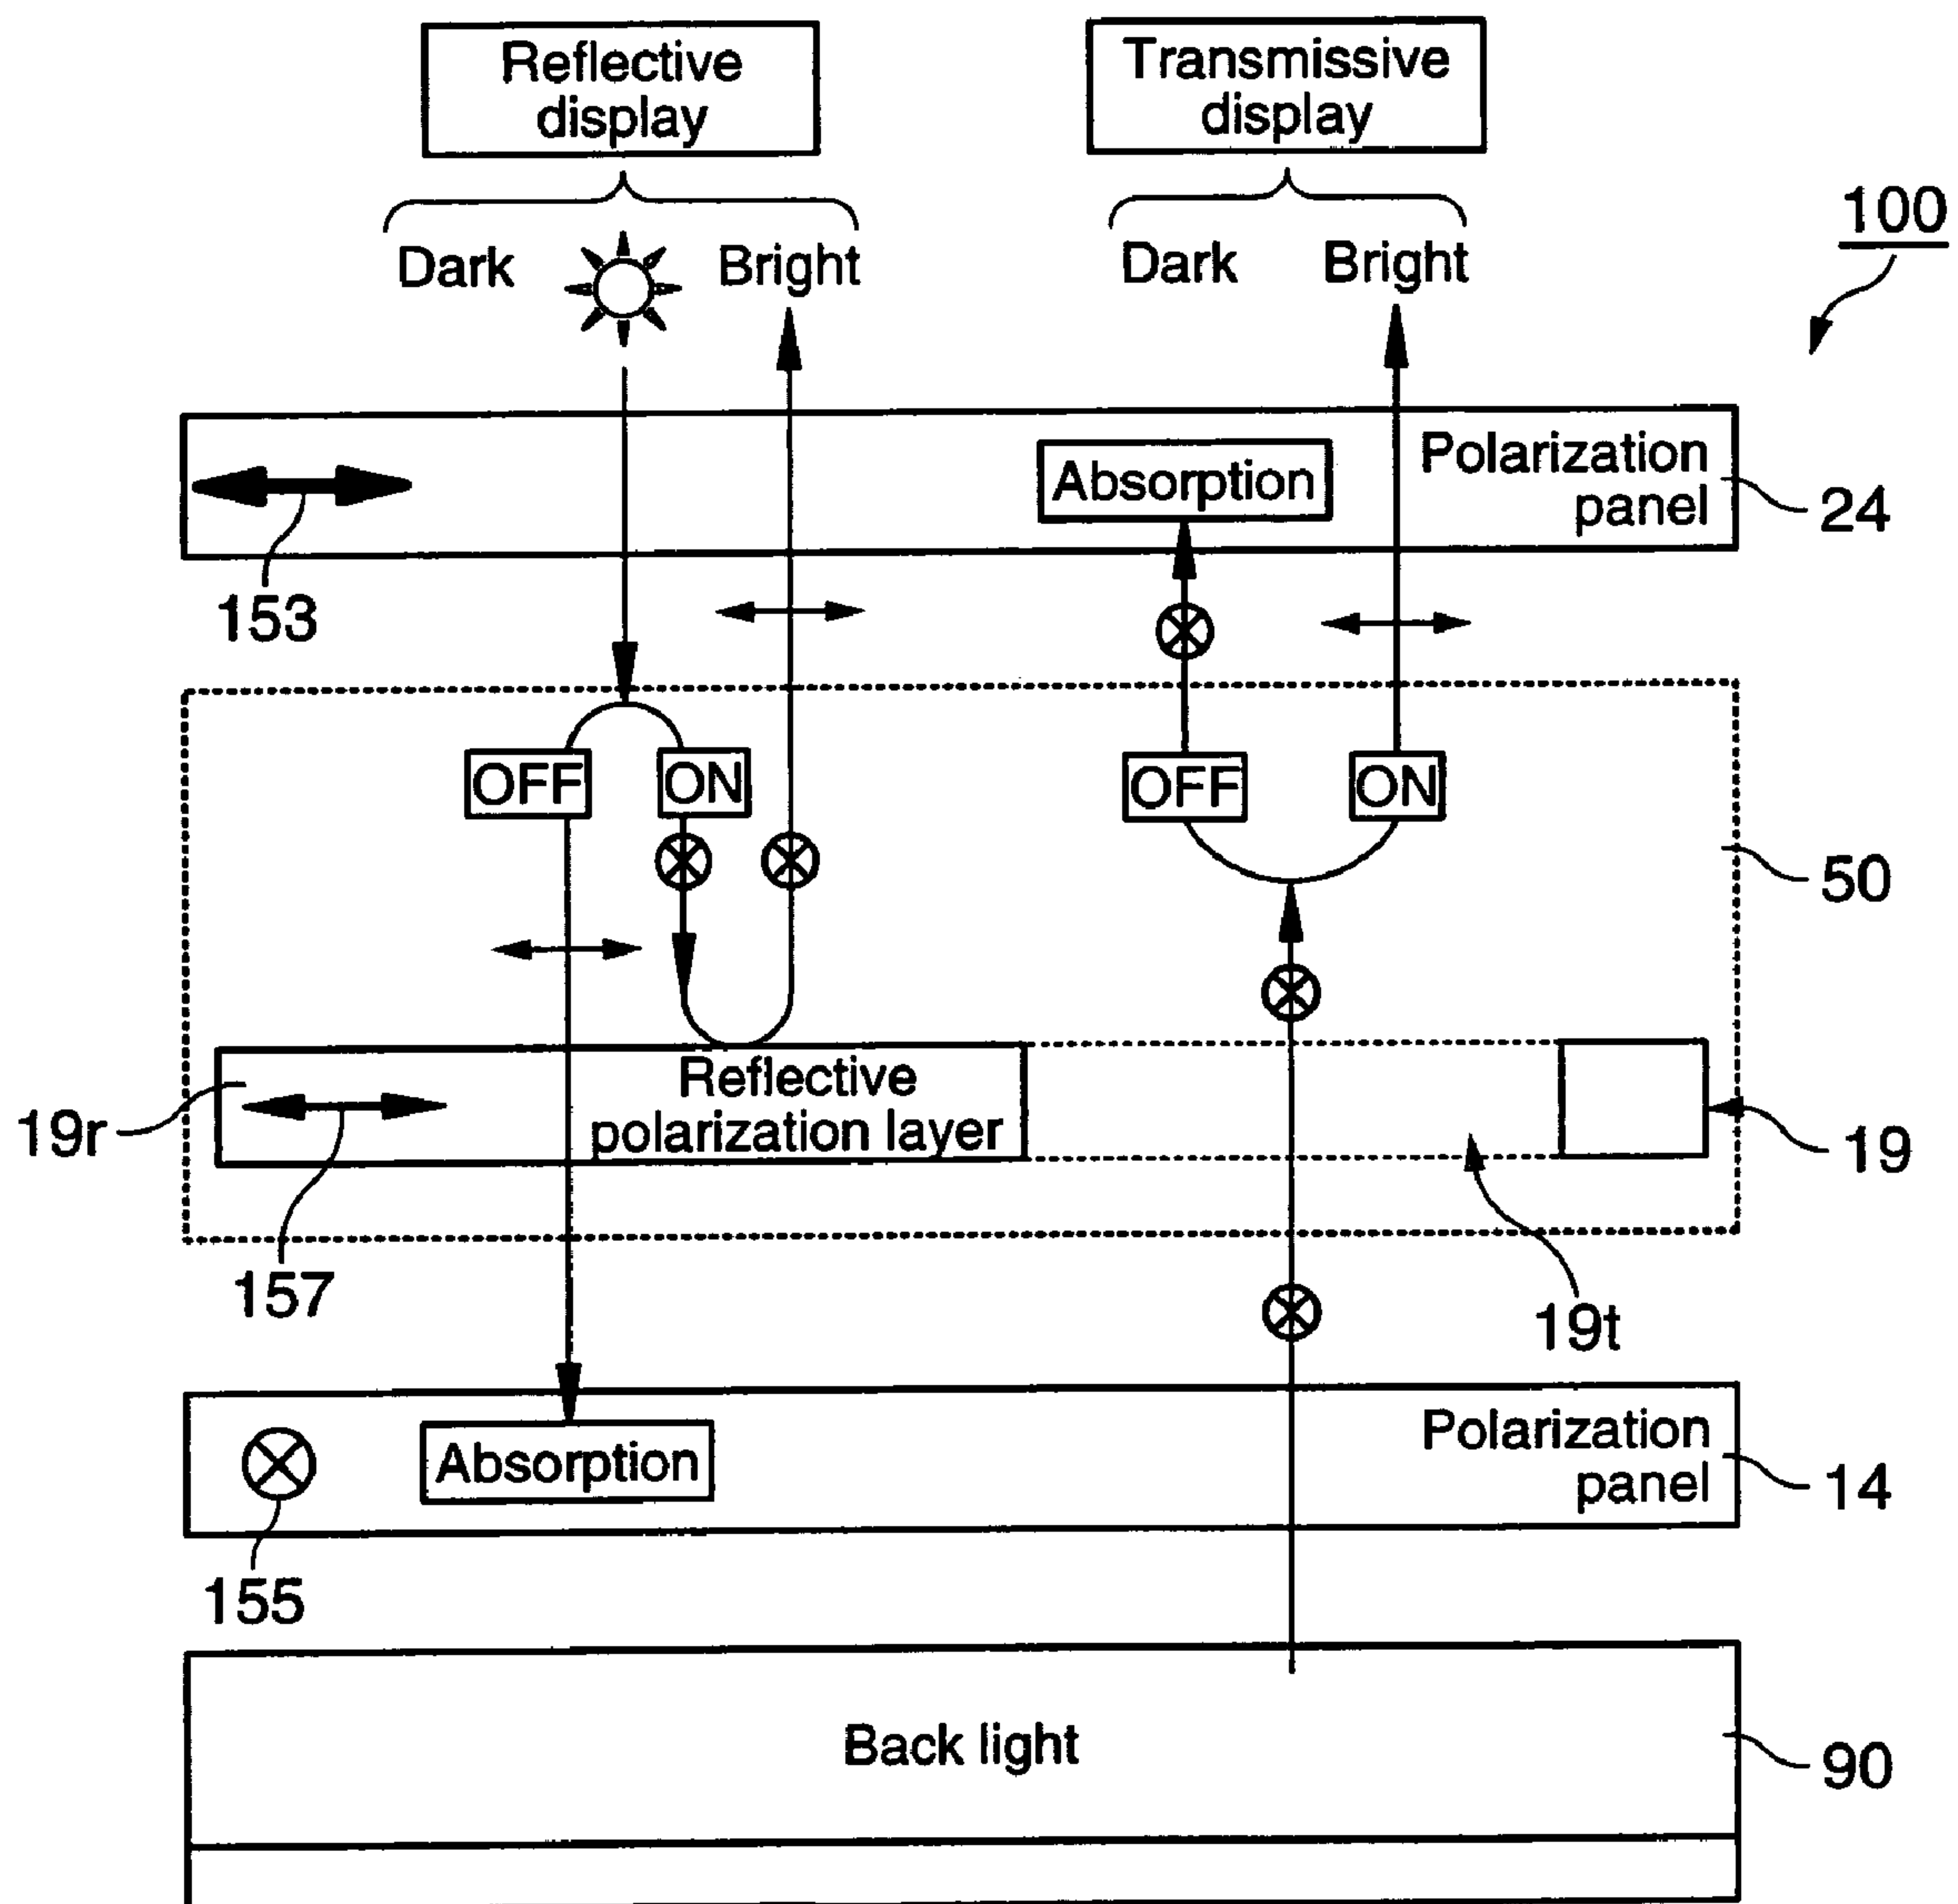 Reflective
display
Transmissive
display
100
Dark
Bright
Dark
Bright
Absorption
Polarization
panel
24
153
OFF
ON
OFF
ON
50
19r
Reflective
polarization layer
19
157
19t
Absorption
Polarization
panel
14
155
Back light
90